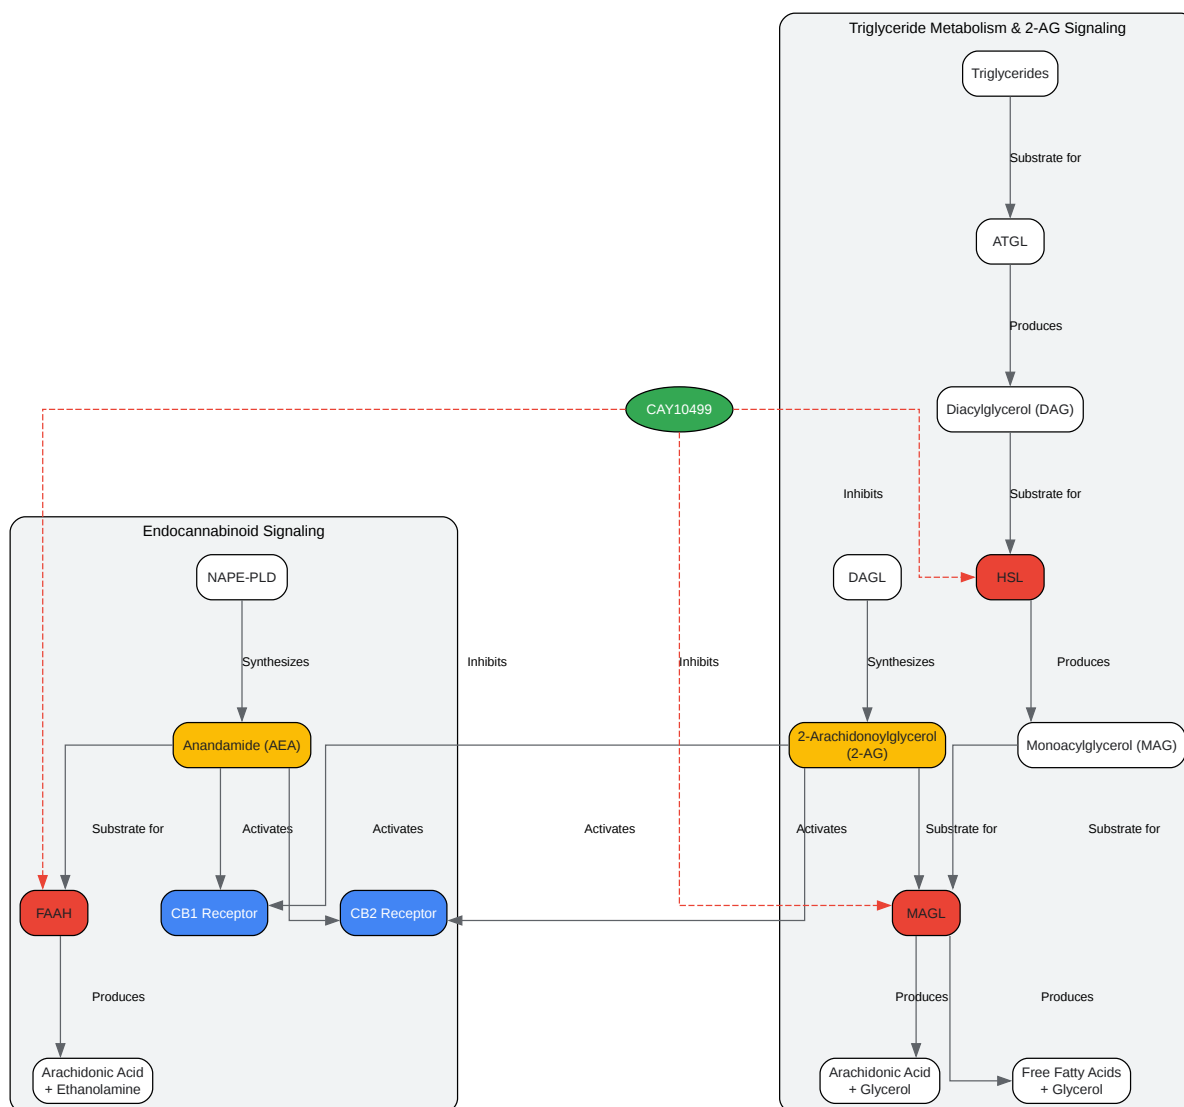 Triglyceride Metabolism & 2-AG Signaling
Triglycerides
Substrate for
ATGL
Produces
CAY10499
Diacylglycerol (DAG)
Inhibits
Substrate for
Endocannabinoid Signaling
NAPE-PLD
DAGL
HSL
Synthesizes
Inhibits
Inhibits
Synthesizes
Produces
Anandamide (AEA)
2-Arachidonoylglycerol
(2-AG)
Monoacylglycerol (MAG)
Substrate for
Activates
Activates
Activates
Activates
Substrate for
Substrate for
FAAH
CB1 Receptor
CB2 Receptor
MAGL
Produces
Produces
Produces
Arachidonic Acid
+ Ethanolamine
Arachidonic Acid
+ Glycerol
Free Fatty Acids
+ Glycerol